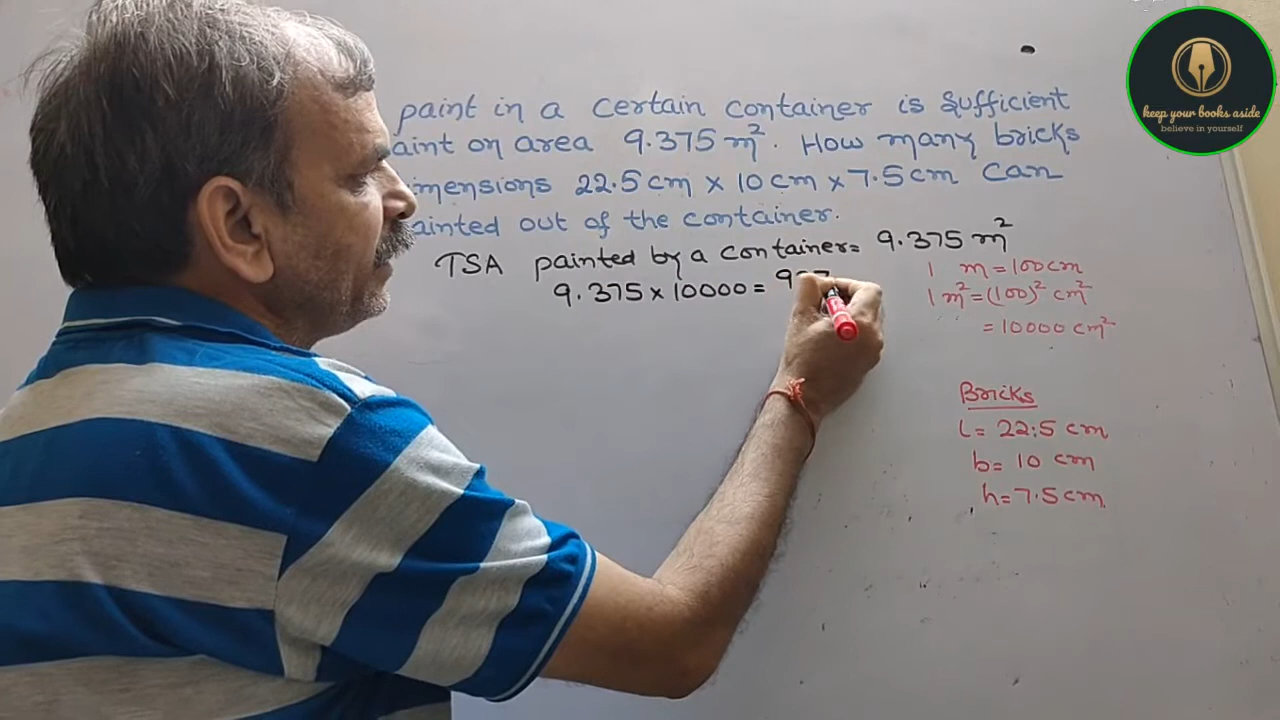 paint in a certain container is sufficient
aint on area 9.375 m². How many bricks
imensions 22.5 cm x 10 cm x 7.5 cm can
ainted out of the container.
TSA painted by a container = 9.375 m²
9.375 x 10000 =
1 m = 100 cm
1 m² = (100)² cm²
= 10000 cm²
Bricks
l = 22.5 cm
b = 10 cm
h = 7.5 cm
keep your books aside
believe in yourself